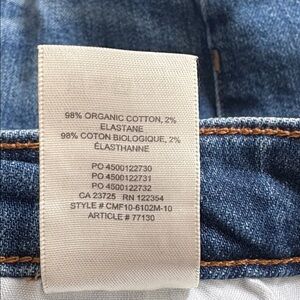 98% ORGANIC COTTON, 2%
ELASTANE
98% COTON BIOLOGIQUE, 2%
ÉLASTHANNE
PO 4500122730
PO 4500122731
PO 4500122732
CA 23725 RN 122354
STYLE # CMF10-6102M-10
ARTICLE # 77130